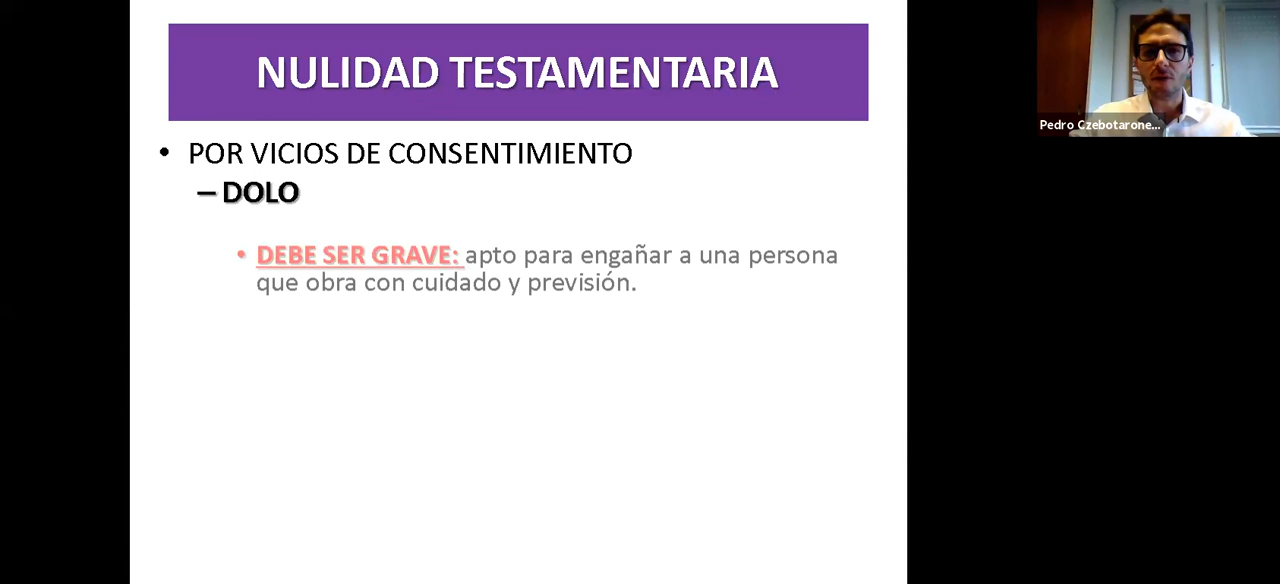 NULIDAD TESTAMENTARIA
• POR VICIOS DE CONSENTIMIENTO
– DOLO
• DEBE SER GRAVE: apto para engañar a una persona
que obra con cuidado y previsión.
Pedro Czebotarone...